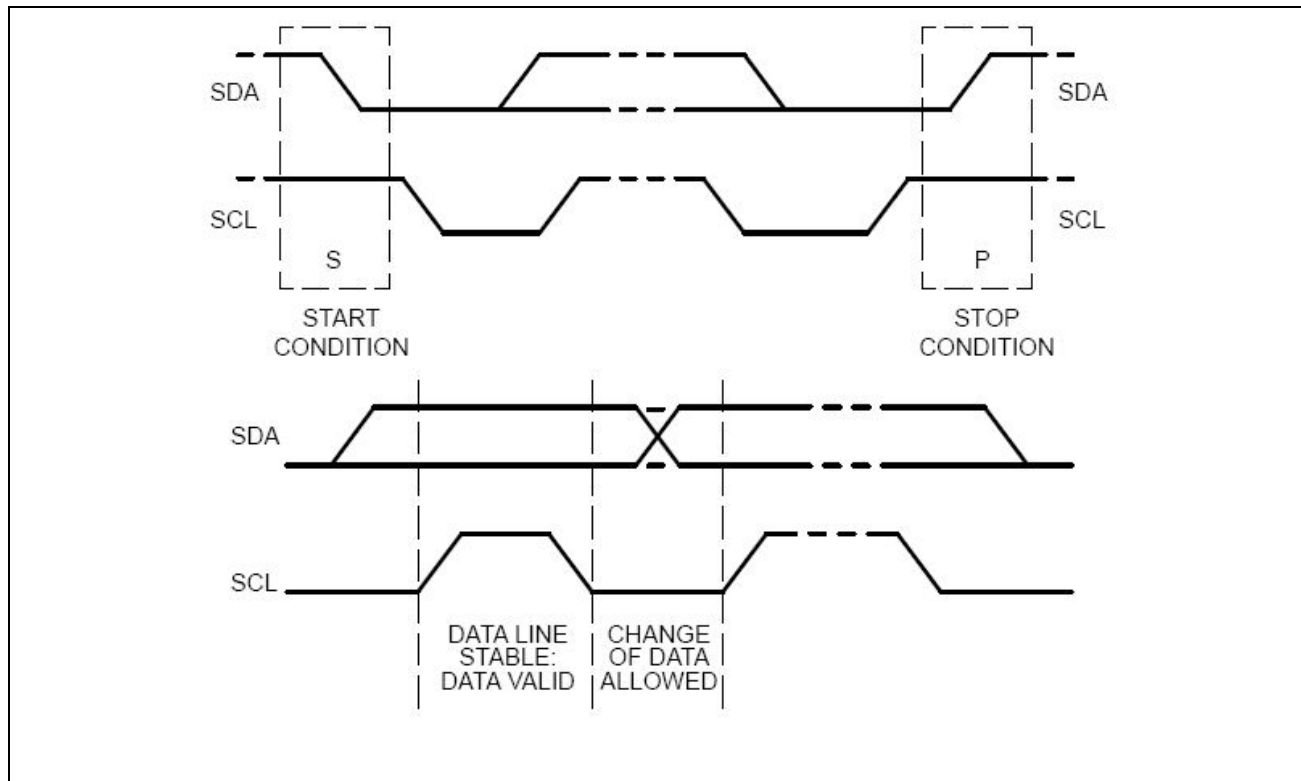 SDA
SDA
SCL
SCL
S
P
START
CONDITION
STOP
CONDITION
SDA
SCL
DATA LINE
STABLE:
DATA VALID
CHANGE
OF DATA
ALLOWED